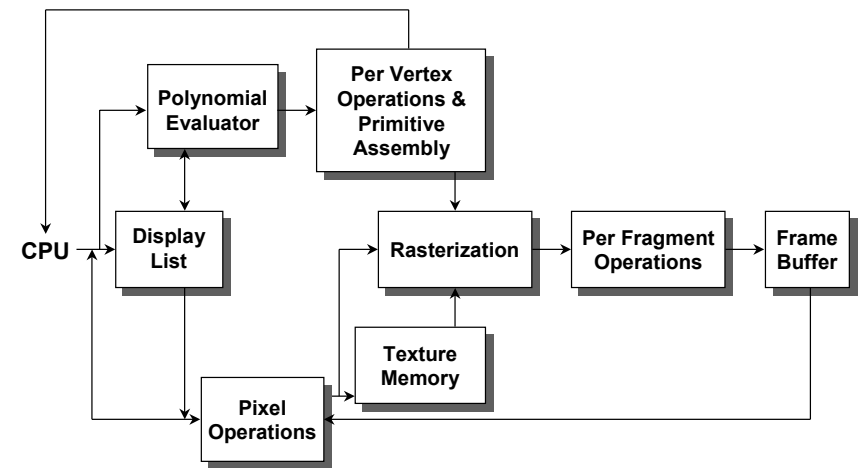 Polynomial
Evaluator
Per Vertex
Operations &
Primitive
Assembly
CPU
Display
List
Rasterization
Per Fragment
Operations
Frame
Buffer
Texture
Memory
Pixel
Operations